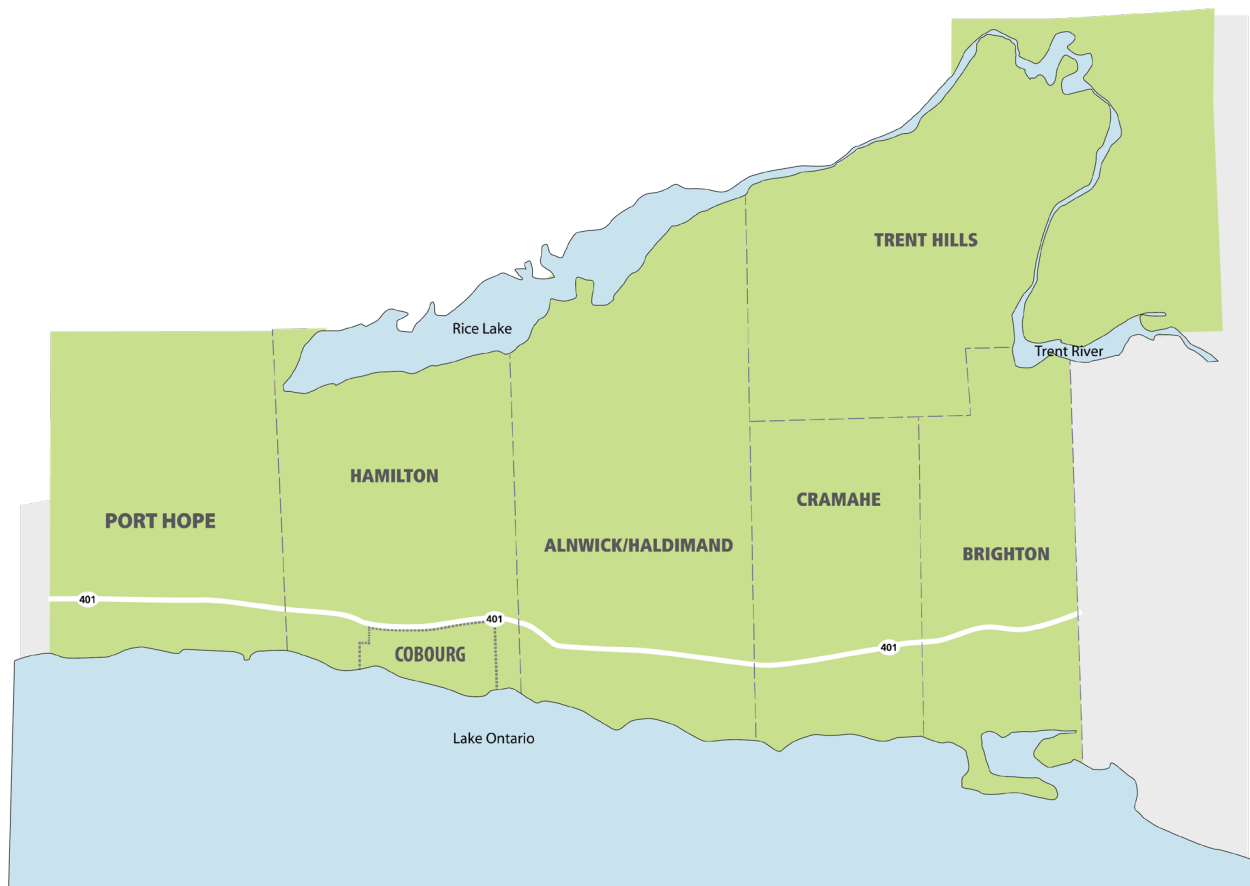 TRENT HILLS
Rice Lake
Trent River
HAMILTON
CRAMAHE
PORT HOPE
ALNWICK/HALDIMAND
BRIGHTON
401
401
401
COBOURG
Lake Ontario